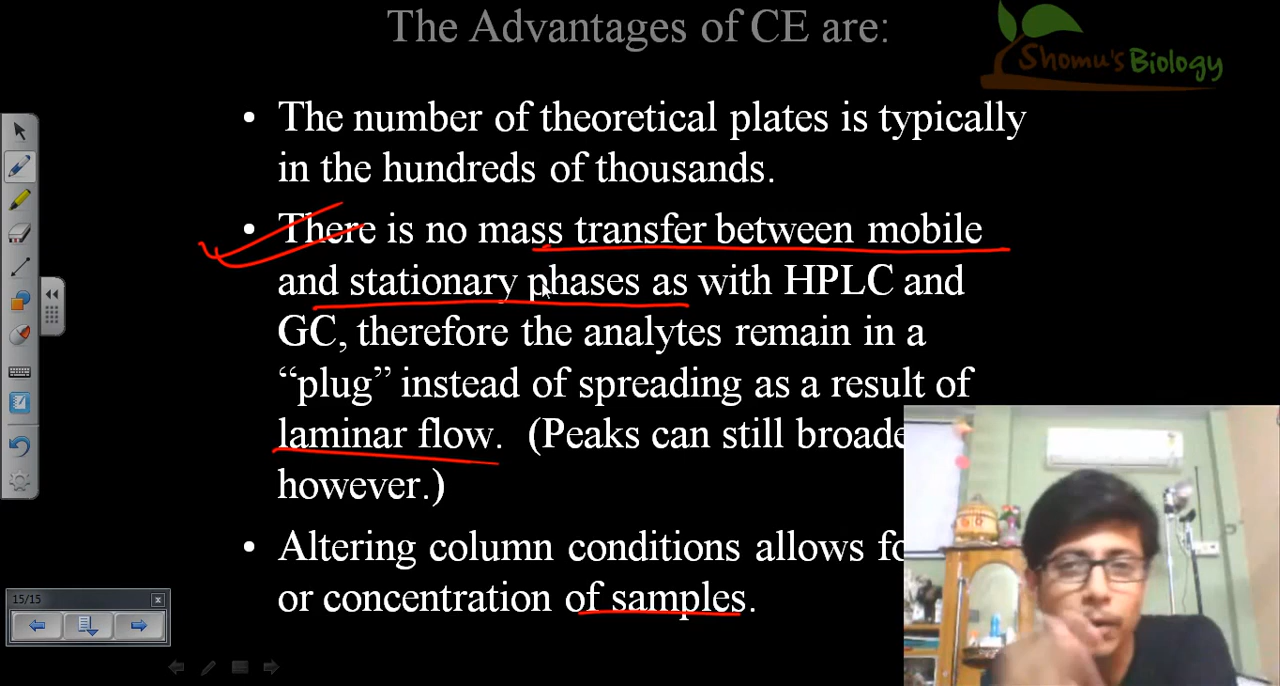 The Advantages of CE are:
Shomu's Biology
• The number of theoretical plates is typically
in the hundreds of thousands.
• There is no mass transfer between mobile
and stationary phases as with HPLC and
GC, therefore the analytes remain in a
“plug” instead of spreading as a result of
laminar flow. (Peaks can still broade
however.)
• Altering column conditions allows fo
or concentration of samples.
15/15